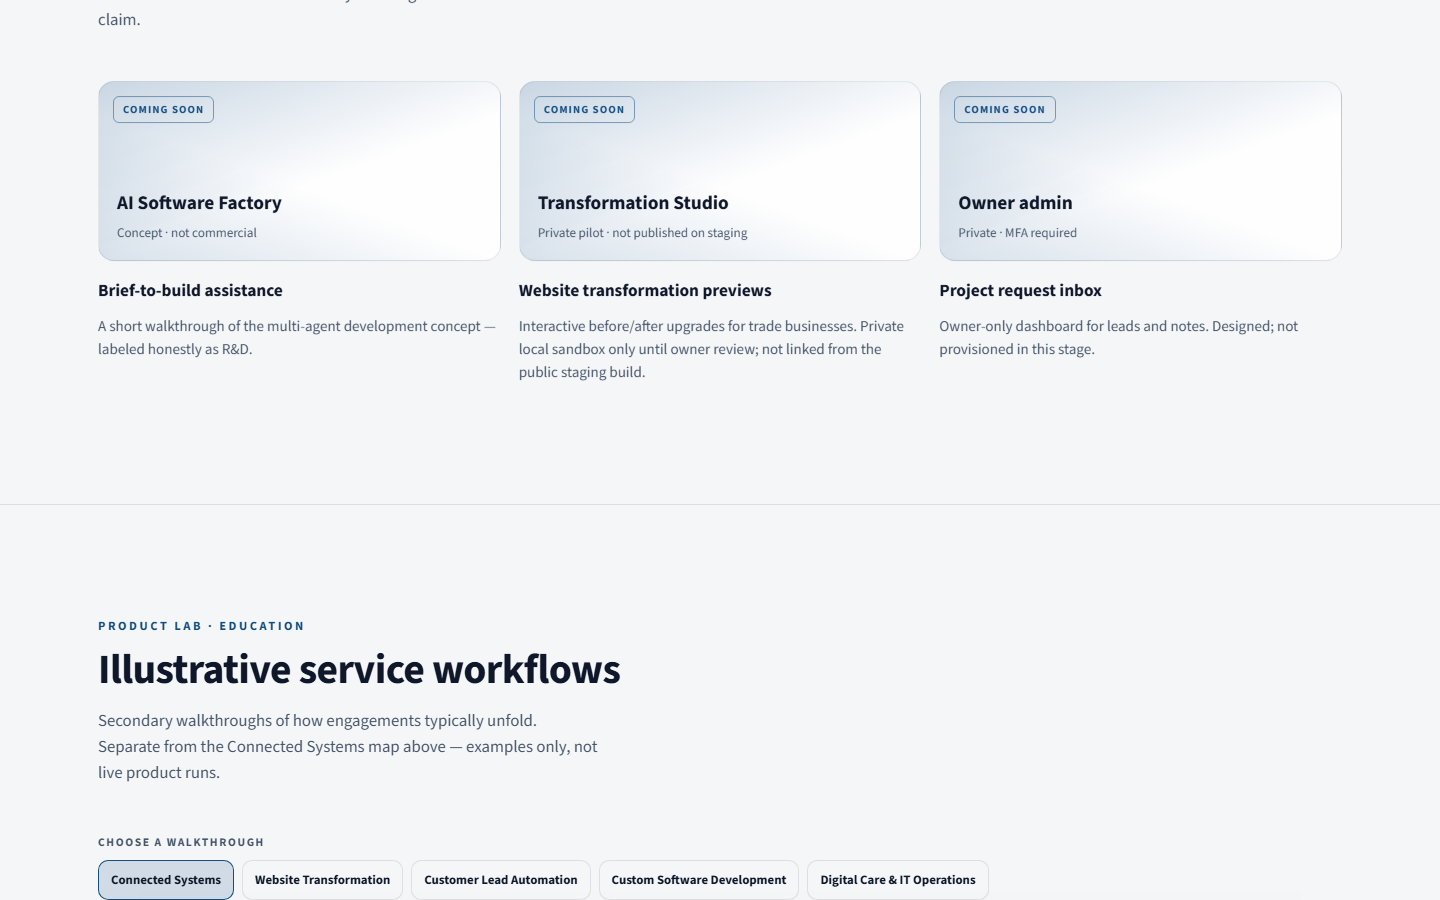 claim.
COMING SOON
AI Software Factory
Concept · not commercial
Brief-to-build assistance
A short walkthrough of the multi-agent development concept —
labeled honestly as R&D.
COMING SOON
Transformation Studio
Private pilot · not published on staging
Website transformation previews
Interactive before/after upgrades for trade businesses. Private
local sandbox only until owner review; not linked from the
public staging build.
COMING SOON
Owner admin
Private · MFA required
Project request inbox
Owner-only dashboard for leads and notes. Designed; not
provisioned in this stage.
PRODUCT LAB · EDUCATION
Illustrative service workflows
Secondary walkthroughs of how engagements typically unfold.
Separate from the Connected Systems map above — examples only, not
live product runs.
CHOOSE A WALKTHROUGH
Connected Systems
Website Transformation
Customer Lead Automation
Custom Software Development
Digital Care & IT Operations